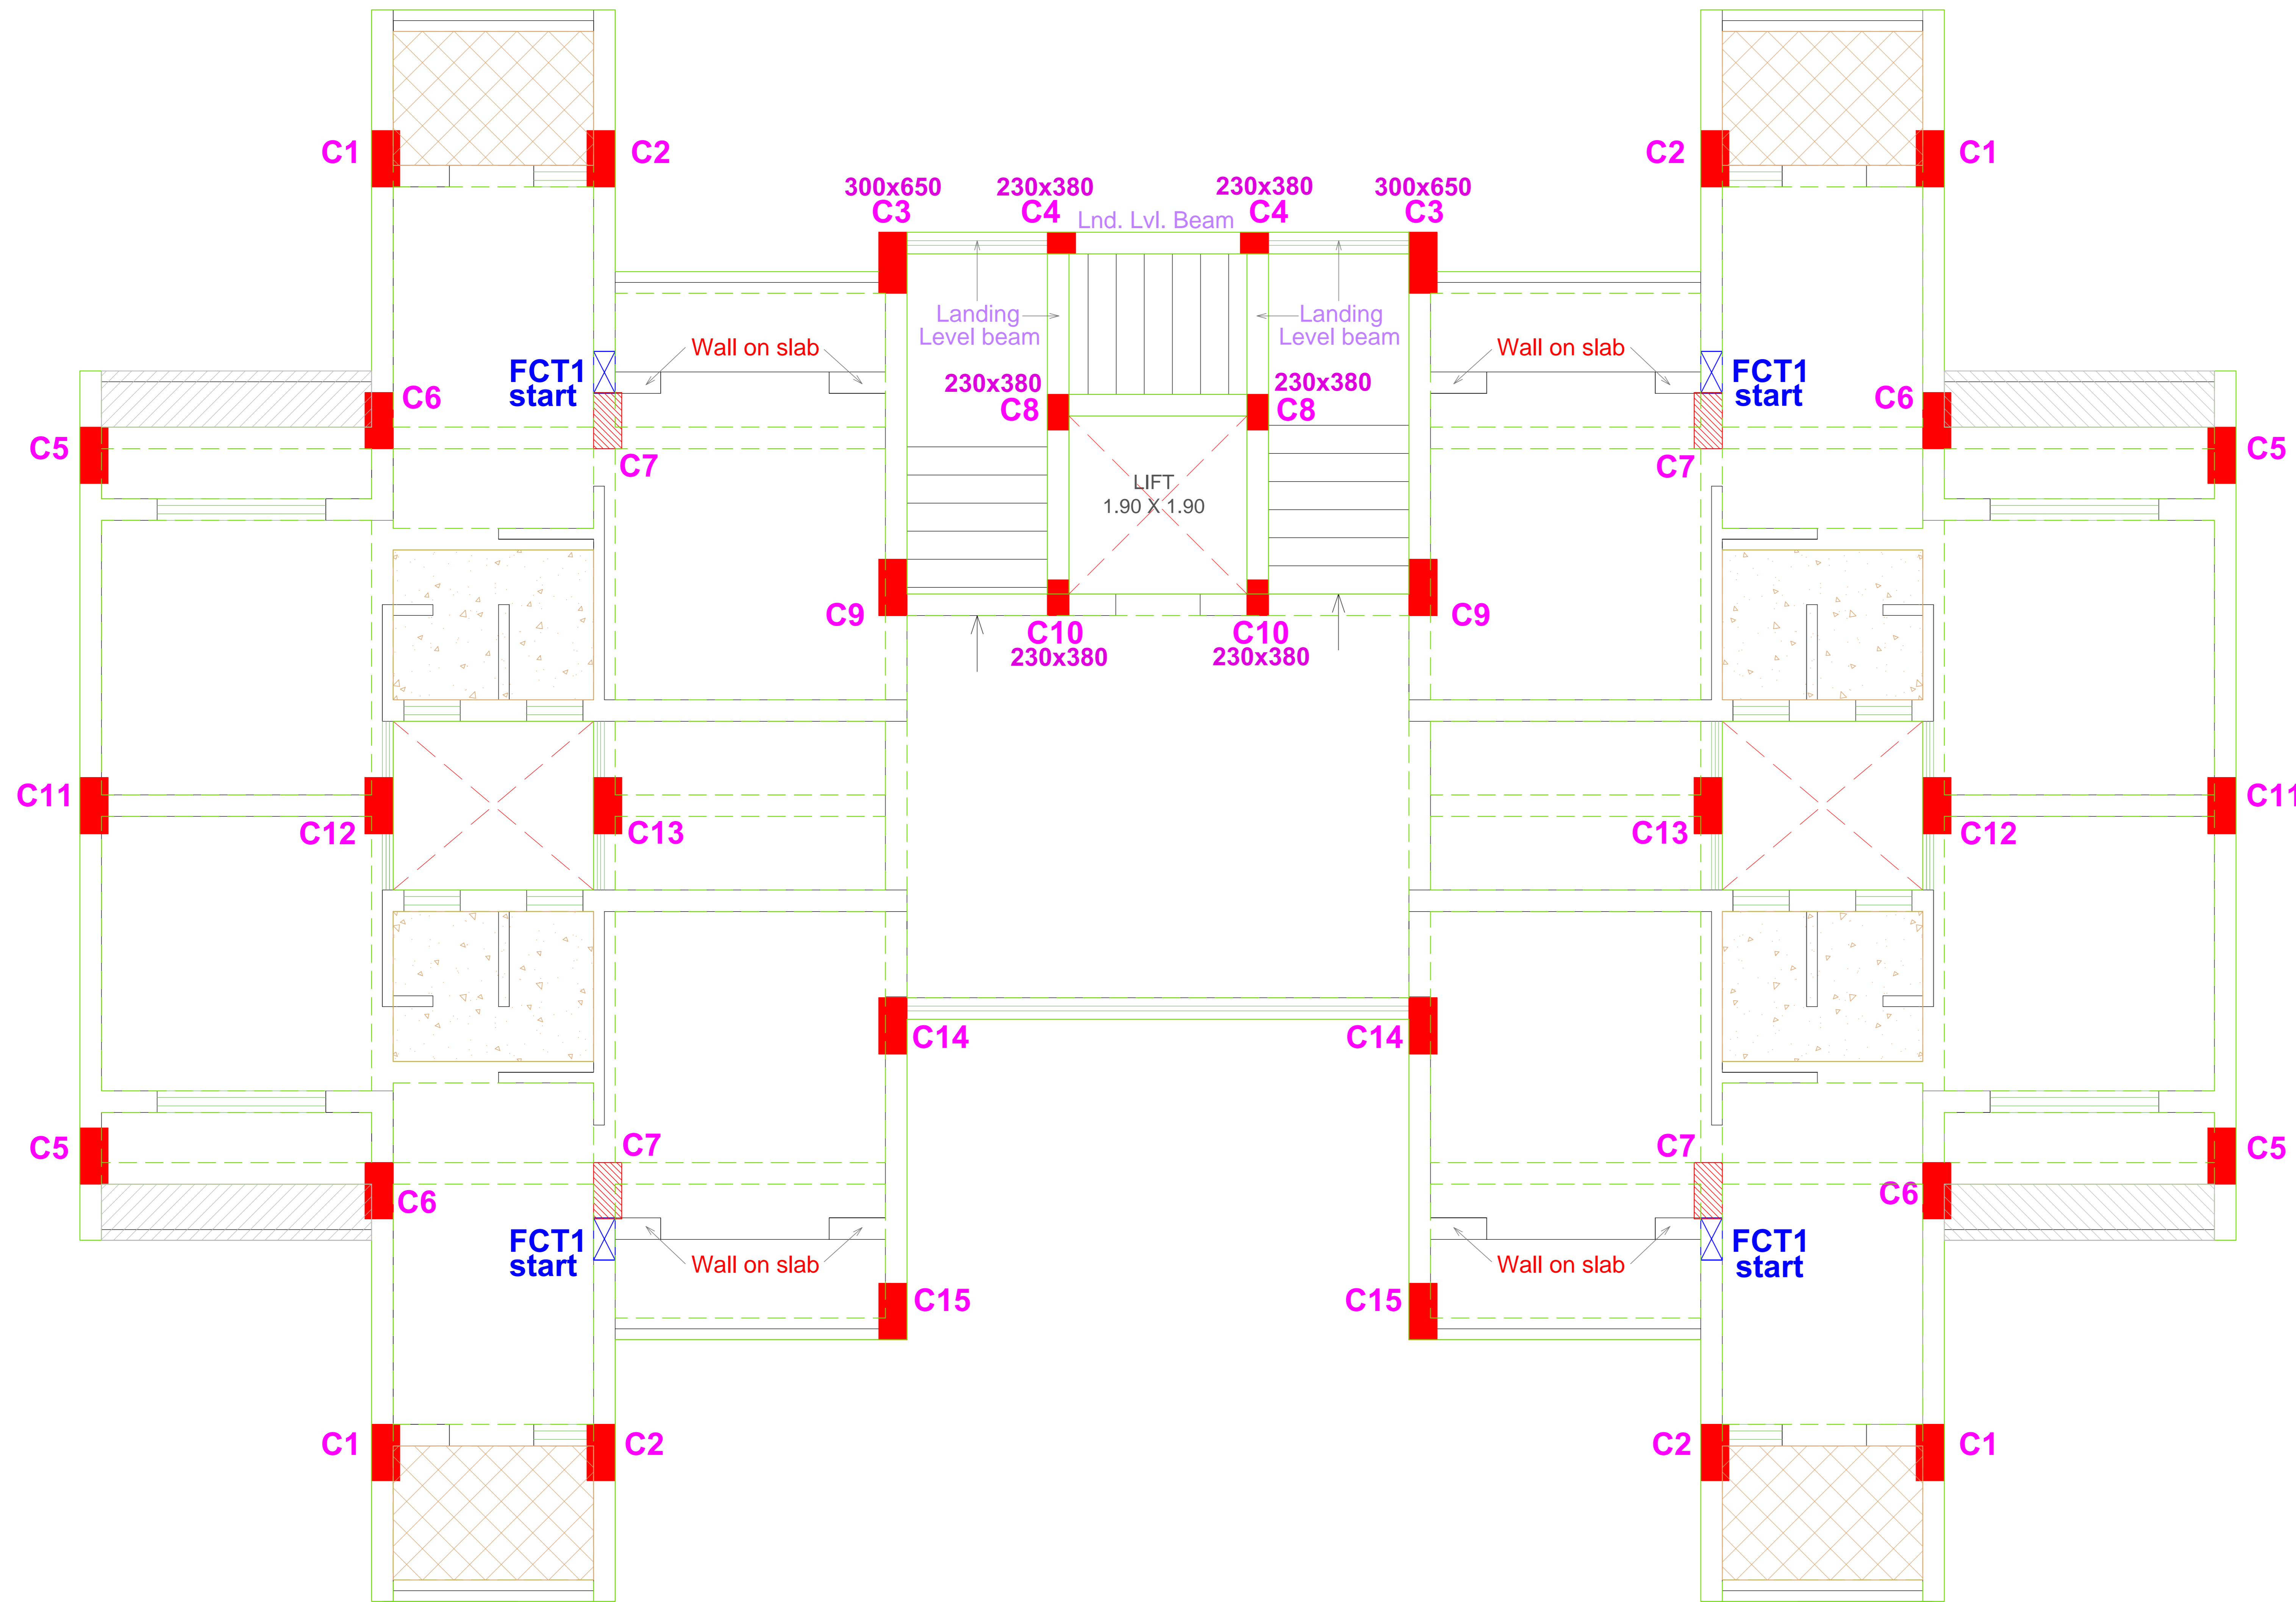 C1
C2
C2
C1
300x650
C3
230x380
C4
230x380
C4
300x650
C3
Lnd. Lvl. Beam
Landing
Level beam
Landing
Level beam
Wall on slab
Wall on slab
FCT1
start
FCT1
start
230x380
C8
230x380
C8
C6
C6
C5
C5
C7
C7
LIFT
1.90 X 1.90
C9
C9
C10
230x380
C10
230x380
C11
C11
C12
C13
C13
C12
C14
C14
C5
C7
C7
C5
C6
C6
FCT1
start
FCT1
start
Wall on slab
Wall on slab
C15
C15
C1
C2
C2
C1